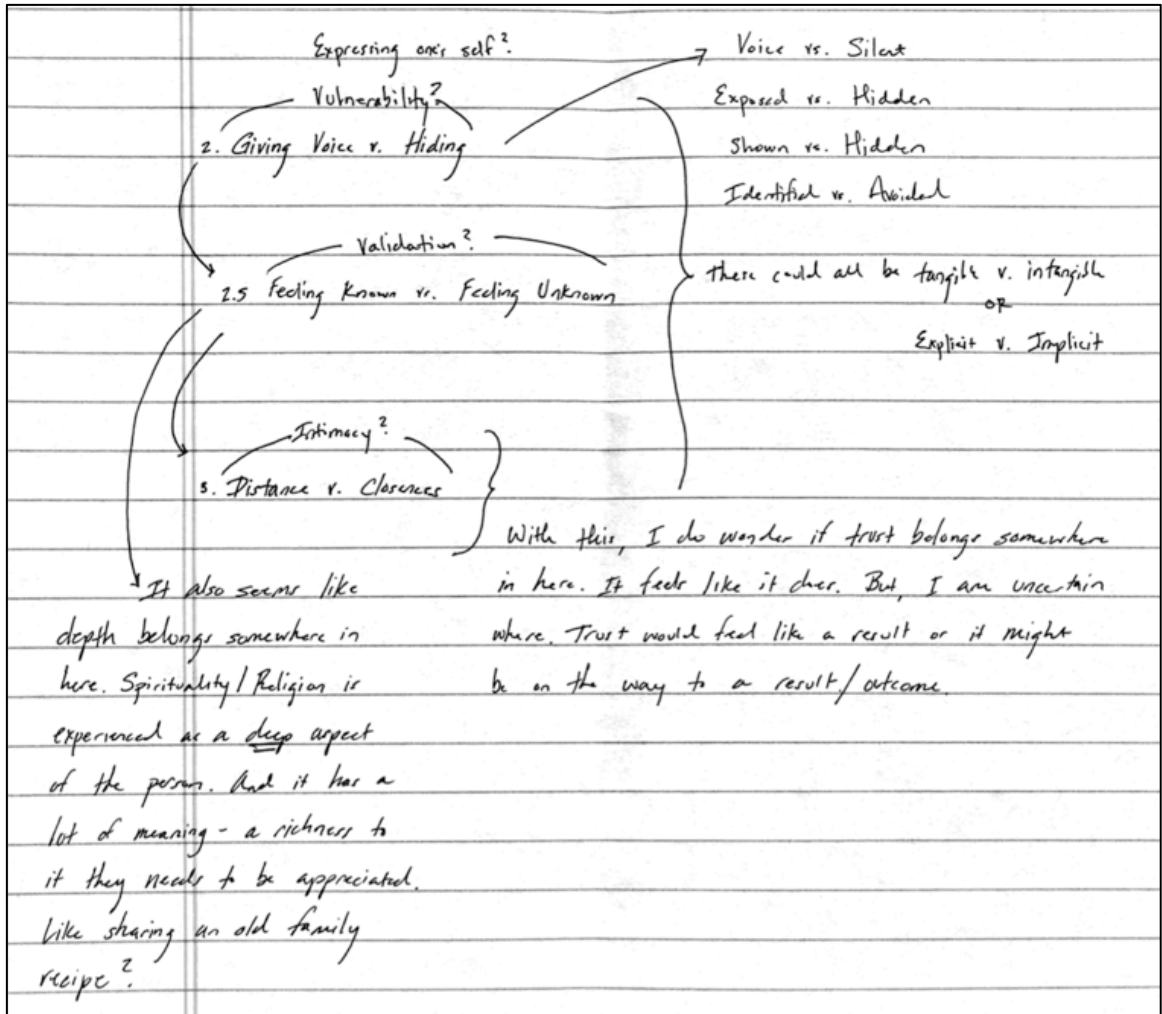 Expressing one's self?
Vulnerability?
2. Giving Voice v. Hiding
Voice vs. Silent
Exposed vs. Hidden
Shown vs. Hidden
Identified vs. Avoided
Validation?
2.5 Feeling Known vs. Feeling Unknown
these could all be tangible v. intangible
OR
Explicit v. Implicit
Intimacy?
3. Distance v. Closeness
With this, I do wonder if trust belongs somewhere
in here. It feels like it does. But, I am uncertain
where. Trust would feel like a result or it might
be on the way to a result/outcome.
It also seems like
depth belongs somewhere in
here. Spirituality/Religion is
experienced as a deep aspect
of the person. And it has a
lot of meaning - a richness to
it they needs to be appreciated.
Like sharing an old family
recipe?